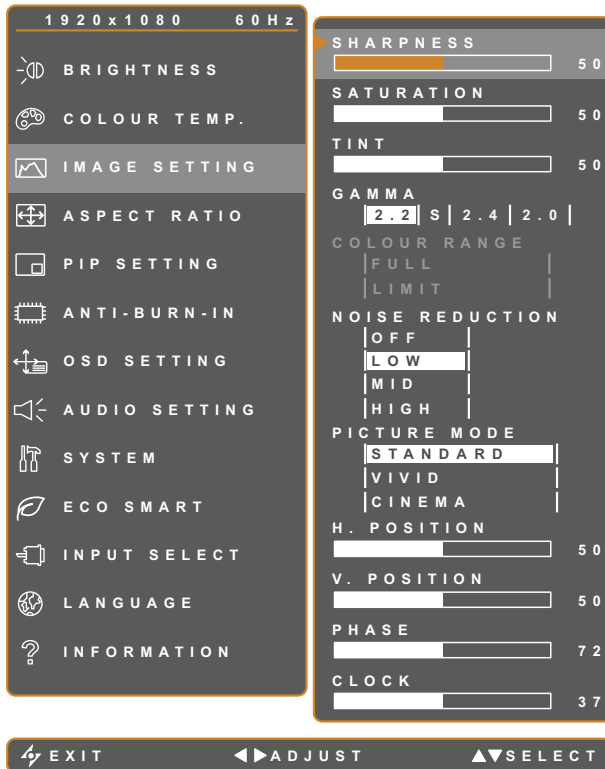 1920x1080 60Hz
BRIGHTNESS
COLOUR TEMP.
IMAGE SETTING
ASPECT RATIO
PIP SETTING
ANTI-BURN-IN
OSD SETTING
AUDIO SETTING
SYSTEM
ECO SMART
INPUT SELECT
LANGUAGE
INFORMATION
SHARPNESS
50
SATURATION
50
TINT
50
GAMMA
2.2 S 2.4 2.0
COLOUR RANGE
FULL
LIMIT
NOISE REDUCTION
OFF
LOW
MID
HIGH
PICTURE MODE
STANDARD
VIVID
CINEMA
H. POSITION
50
V. POSITION
50
PHASE
72
CLOCK
37
EXIT ADJUST SELECT